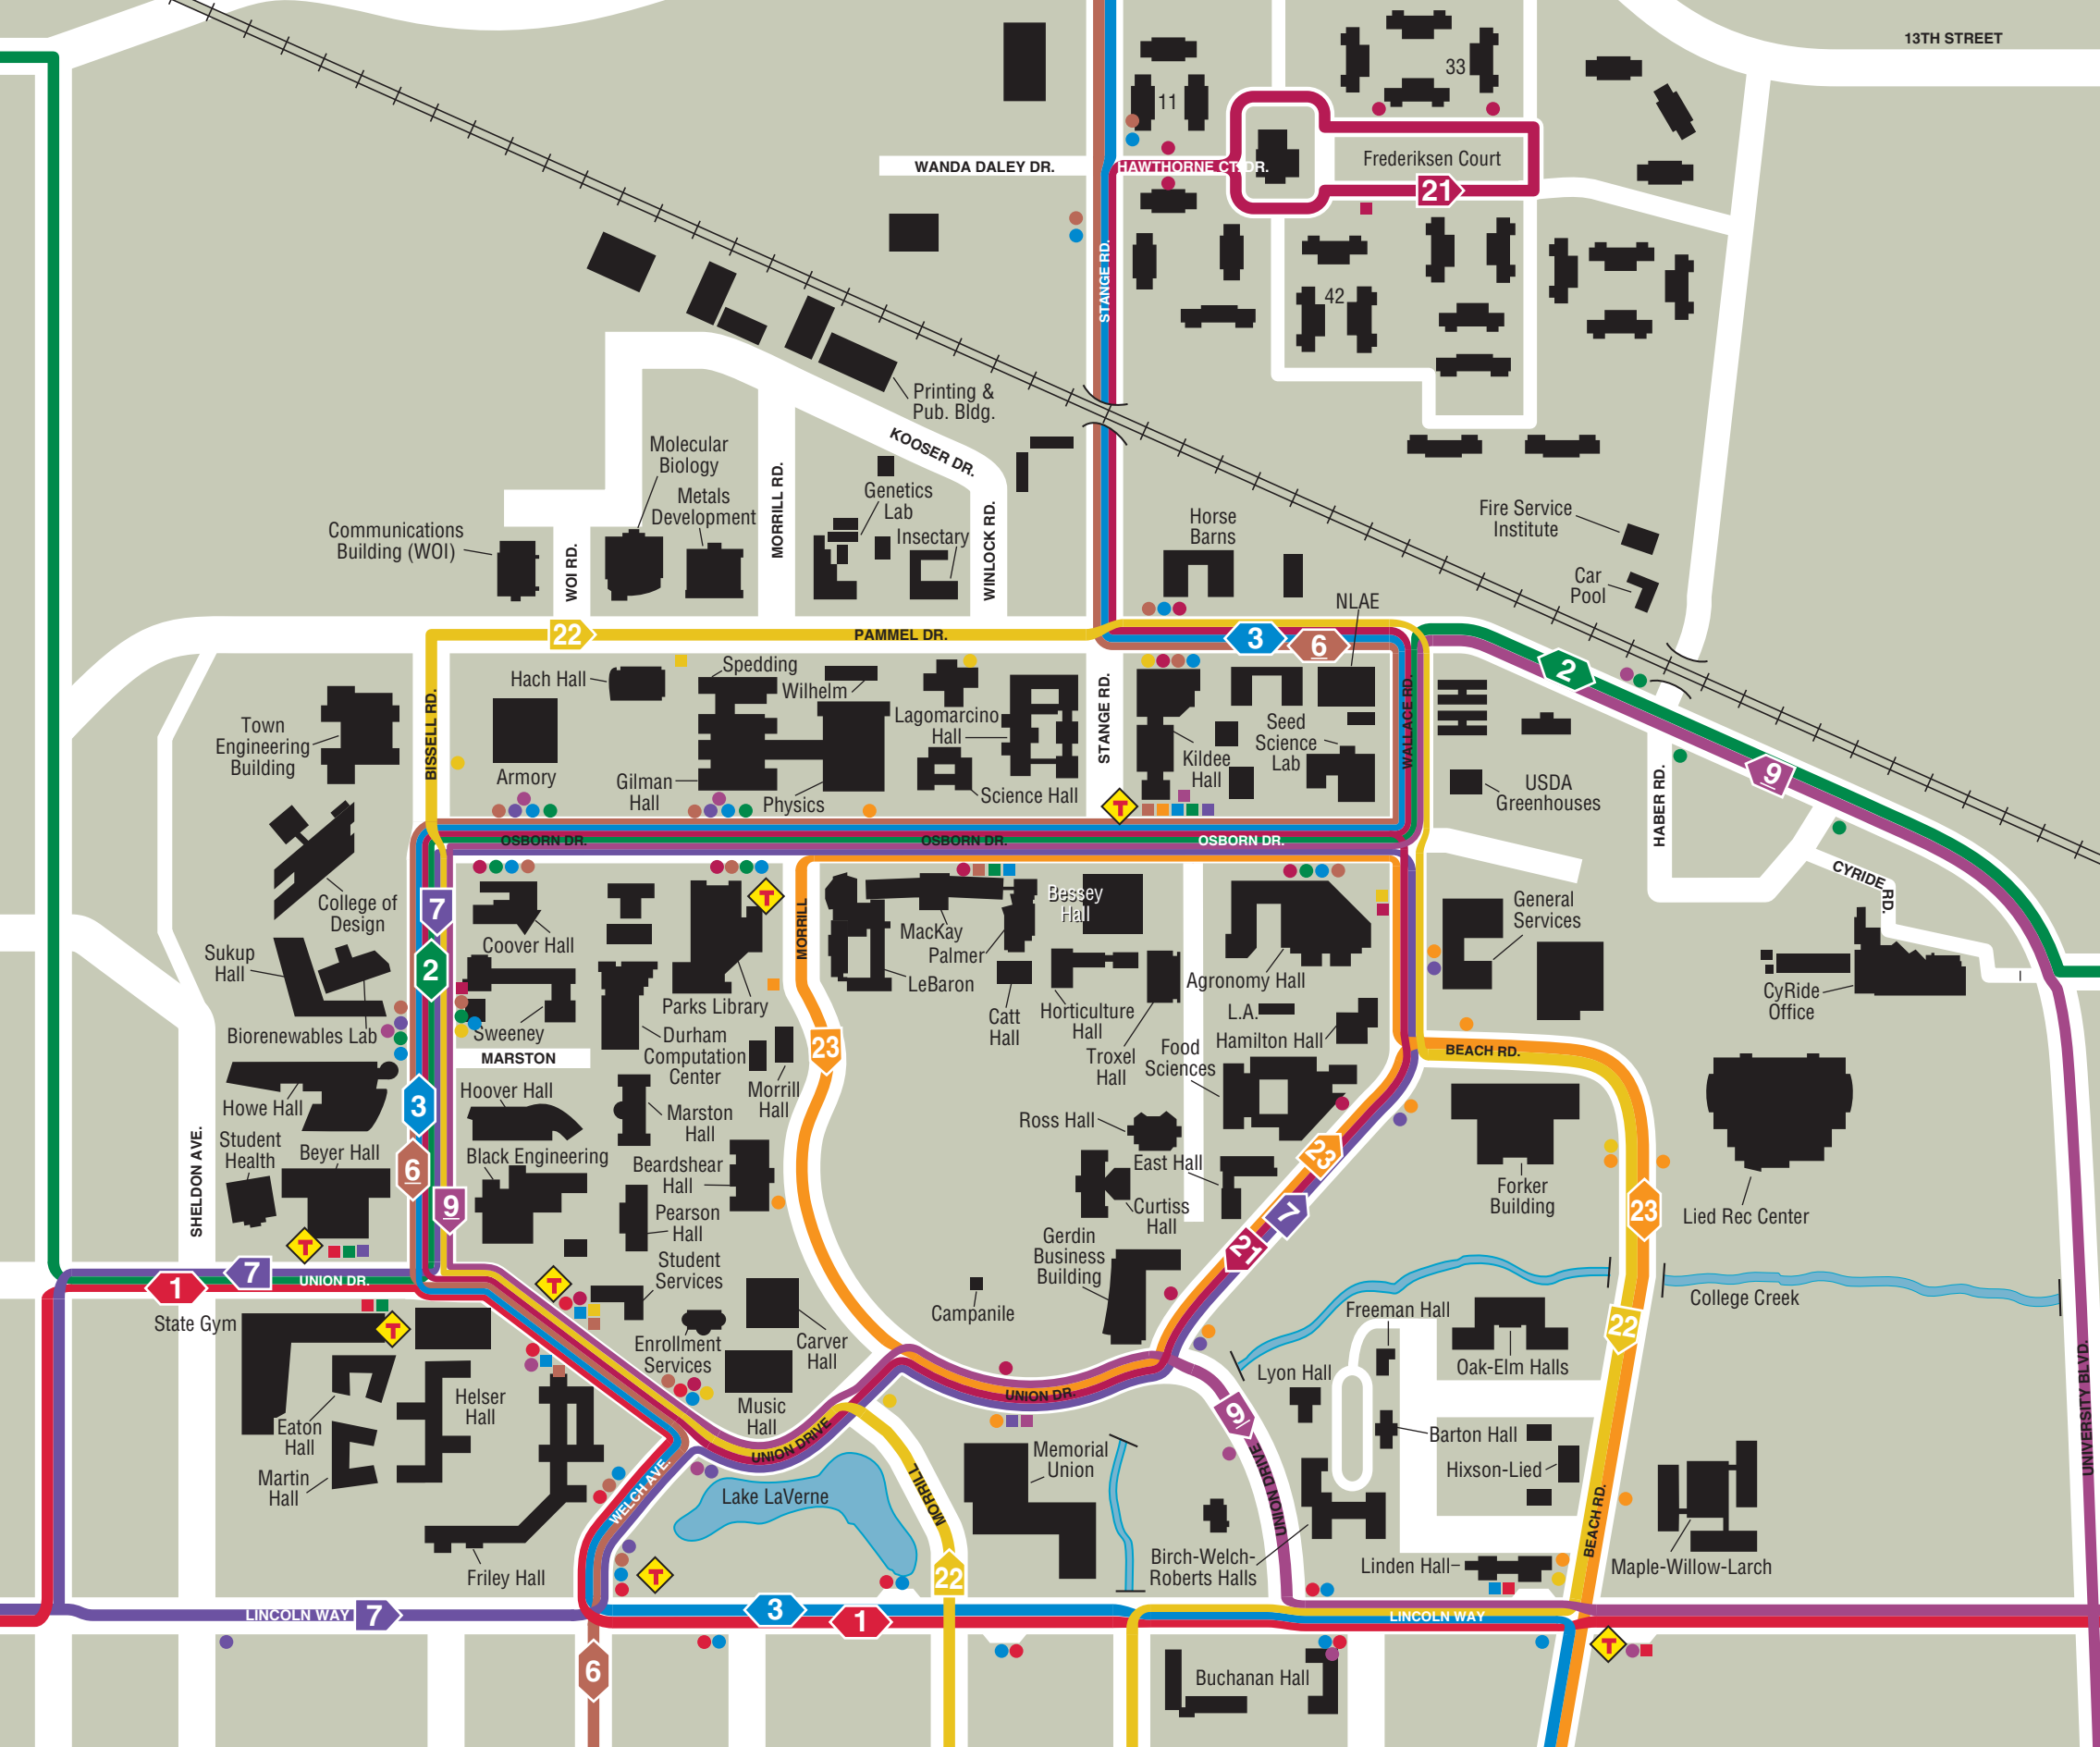 13TH STREET
33
11
WANDA DALEY DR.
HAWTHORNE CT. DR.
Frederiksen Court
21
STANGE RD.
42
Printing &
Pub. Bldg.
KOOSER DR.
Molecular
Biology
Metals
Development
MORRILL RD.
Genetics
Lab
Insectary
WINLOCK RD.
Communications
Building (WOI)
WOI RD.
Horse
Barns
Fire Service
Institute
Car
Pool
NLAE
22
PAMMEL DR.
3
6
2
9
Hach Hall
Spedding
Wilhelm
Lagomarcino
Hall
STANGE RD.
Kildee
Hall
Seed
Science
Lab
WALLACE RD.
USDA
Greenhouses
HABER RD.
Town
Engineering
Building
BISSELL RD.
Armory
Gilman
Hall
Physics
Science Hall
T
OSBORN DR.
OSBORN DR.
OSBORN DR.
CYRIDE
RD.
College of
Design
7
Coover Hall
T
MORRILL
MacKay
Palmer
LeBaron
Bessey
Hall
General
Services
Sukup
Hall
2
Parks Library
Catt
Hall
Horticulture
Hall
Troxel
Hall
Agronomy Hall
L.A.
Hamilton Hall
CyRide
Office
Biorenewables Lab
Sweeney
MARSTON
Durham
Computation
Center
Morrill
Hall
23
Food
Sciences
BEACH RD.
Howe Hall
3
Hoover Hall
Marston
Hall
Ross Hall
Student
Health
Beyer Hall
SHELDON AVE.
6
9
Black Engineering
Beardshear
Hall
Pearson
Hall
East Hall
Curtiss
Hall
23
7
21
Forker
Building
23
Lied Rec Center
T
7
1
UNION DR.
T
Student
Services
Gerdin
Business
Building
Campanile
College Creek
State Gym
T
Enrollment
Services
Carver
Hall
Music
Hall
Freeman Hall
Lyon Hall
Oak-Elm Halls
22
UNIVERSITY BLVD.
Eaton
Hall
Helser
Hall
Martin
Hall
UNION DRIVE
UNION DR.
9
UNION DRIVE
Barton Hall
Hixson-Lied
Memorial
Union
WELCH AVE.
Lake LaVerne
MORRILL
BEACH RD.
Friley Hall
T
22
Birch-Welch-
Roberts Halls
Linden Hall
Maple-Willow-Larch
LINCOLN WAY
7
3
1
LINCOLN WAY
T
6
Buchanan Hall